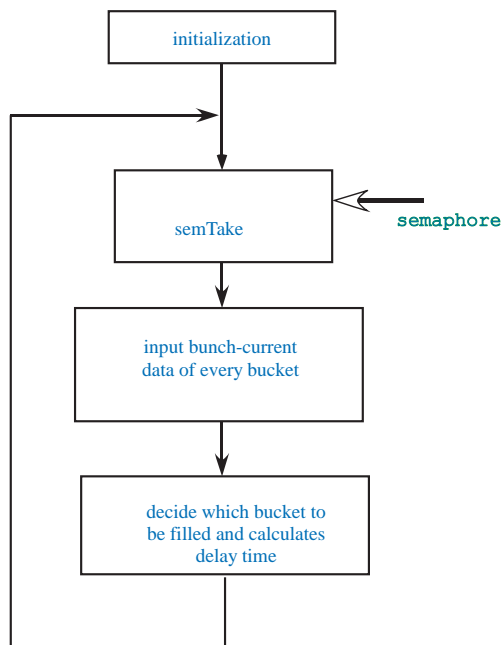 initialization
semTake
semaphore
input bunch-current
data of every bucket
decide which bucket to
be filled and calculates
delay time